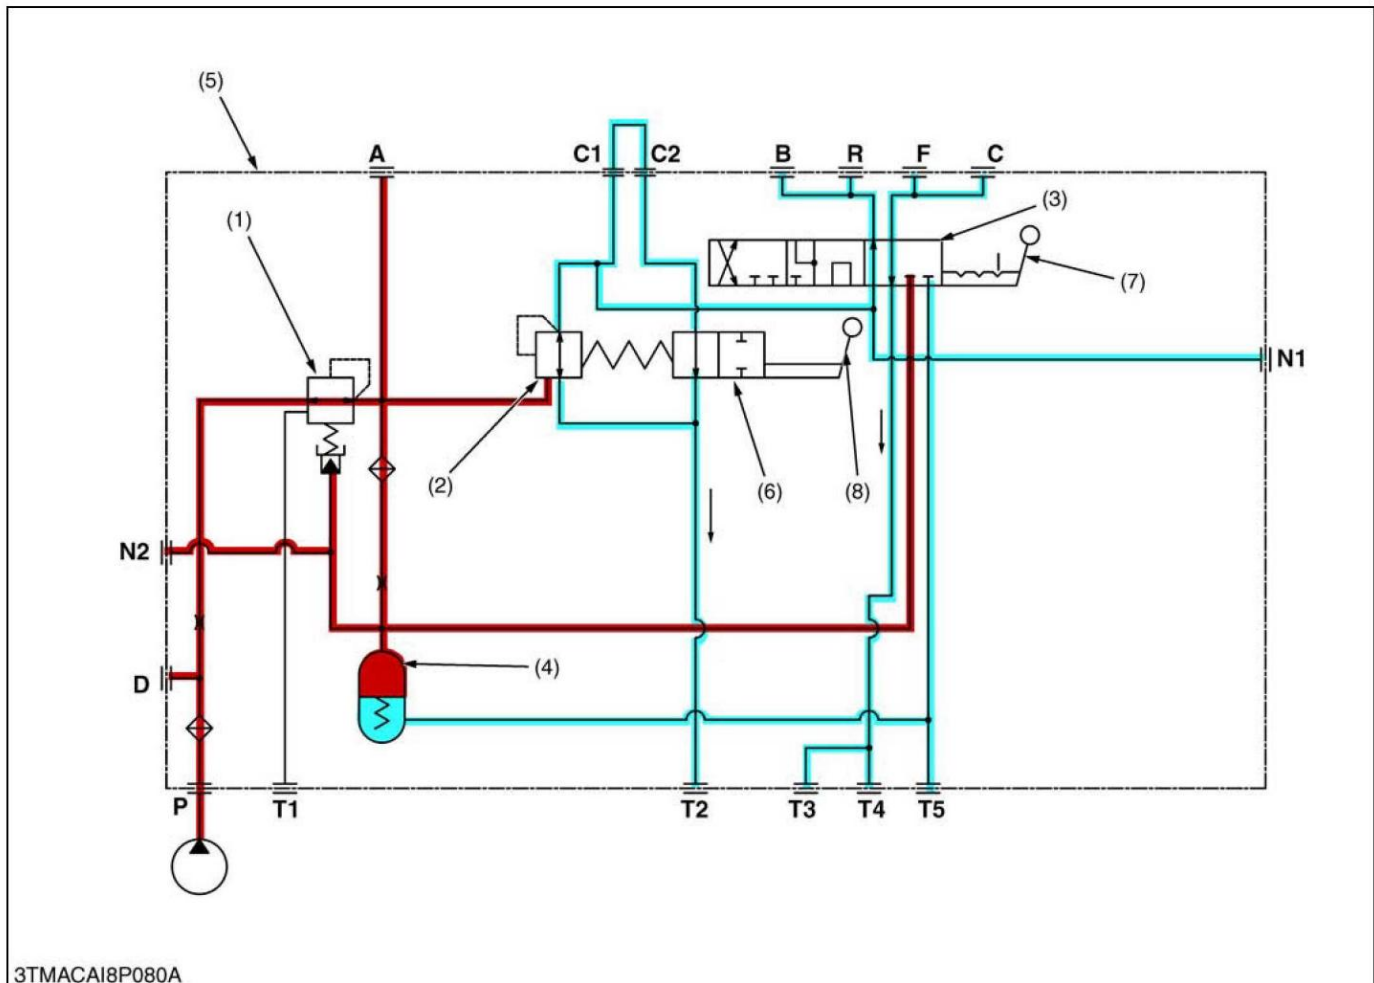 (5)
A
C1
C2
B
R
F
C
(1)
(3)
(7)
N1
(2)
(6)
(8)
N2
(4)
D
P
T1
T2
T3
T4
T5
3TMACAI8P080A